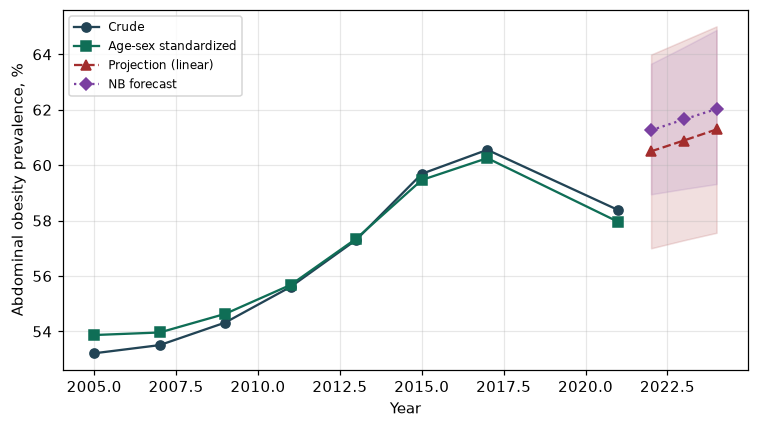 Crude
Age-sex standardized
Projection (linear)
NB forecast
Abdominal obesity prevalence, %
64
62
60
58
56
54
2005.0 2007.5 2010.0 2012.5 2015.0 2017.5 2020.0 2022.5
Year